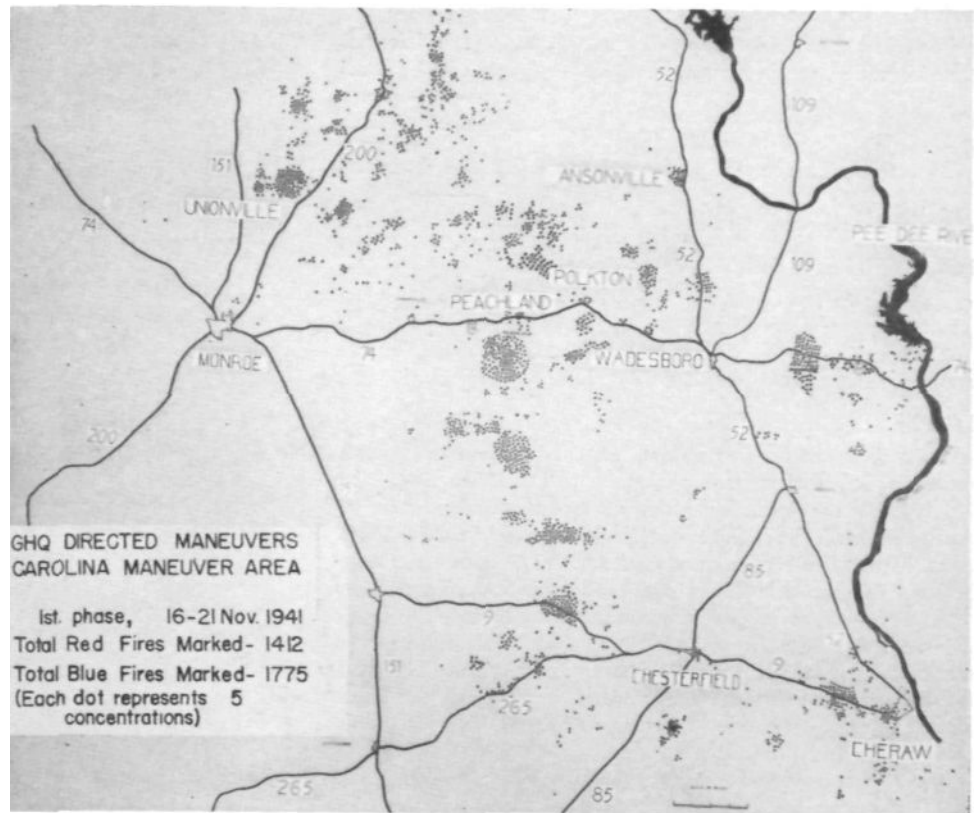 52
109
151
200
ANSONVILLE
UNIONVILLE
74
PEE DEE RIVE
52
109
POLKTON
PEACHLAND
MONROE
74
WADESBORO
74
200
52
GHQ DIRECTED MANEUVERS
CAROLINA MANEUVER AREA
1st. phase, 16-21 Nov. 1941
Total Red Fires Marked- 1412
Total Blue Fires Marked- 1775
(Each dot represents 5
concentrations)
85
9
52
151
CHESTERFIELD
9
265
CHERAW
265
85